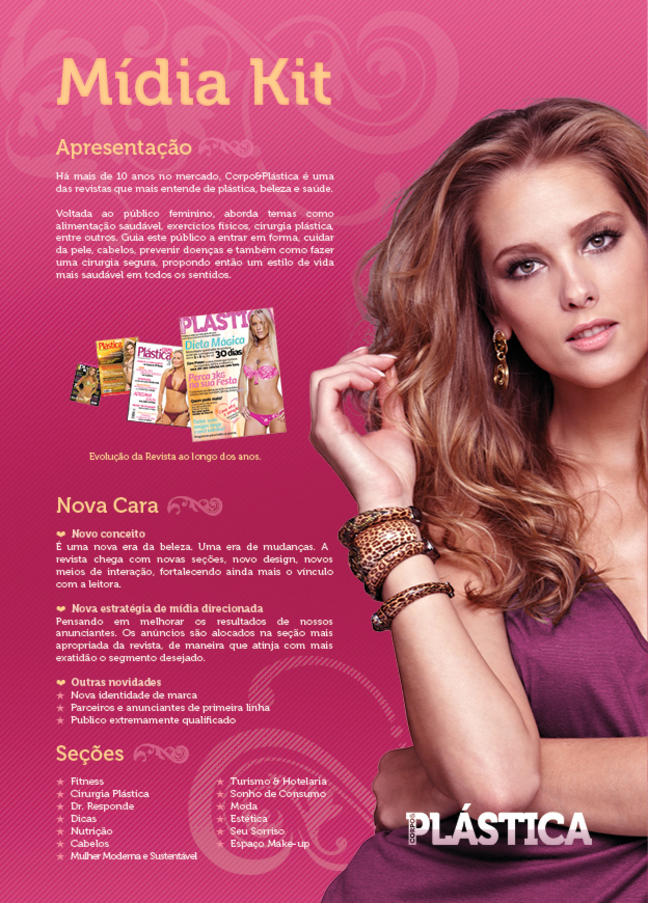 Mídia Kit
Apresentação
Há mais de 10 anos no mercado, Corpo&Plástica é uma
das revistas que mais entende de plástica, beleza e saúde.
Voltada ao público feminino, aborda temas como
alimentação saudável, exercícios físicos, cirurgia plástica,
entre outros. Guia este público a entrar em forma, cuidar
da pele, cabelos, prevenir doenças e também como fazer
uma cirurgia segura, propondo então um estilo de vida
mais saudável em todos os sentidos.
Plástica
Plástica
PLÁSTI
Dieta Mágica
30 dias
Perca 3kg
na sua Festa
Evolução da Revista ao longo dos anos.
Nova Cara
Novo conceito
É uma nova era da beleza. Uma era de mudanças. A
revista chega com novas seções, novo design, novos
meios de interação, fortalecendo ainda mais o vínculo
com a leitora.
Nova estratégia de mídia direcionada
Pensando em melhorar os resultados de nossos
anunciantes. Os anúncios são alocados na seção mais
apropriada da revista, de maneira que atinja com mais
exatidão o segmento desejado.
Outras novidades
Nova identidade de marca
Parceiros e anunciantes de primeira linha
Publico extremamente qualificado
Seções
Fitness
Cirurgia Plástica
Dr. Responde
Dicas
Nutrição
Cabelos
Mulher Moderna e Sustentável
Turismo & Hotelaria
Sonho de Consumo
Moda
Estética
Seu Sorriso
Espaço Make-up
CORPO&
PLÁSTICA